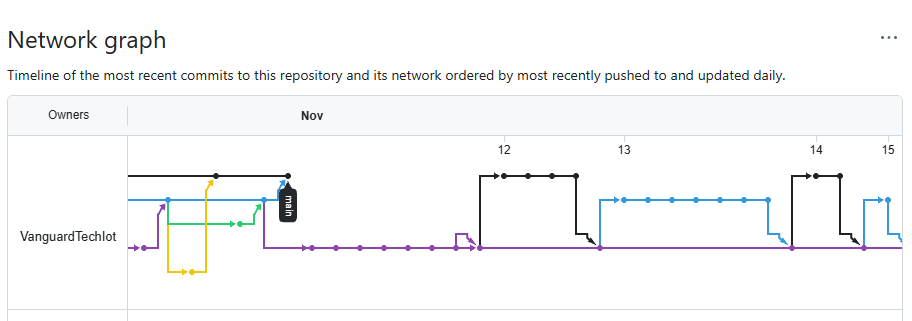 Network graph
Timeline of the most recent commits to this repository and its network ordered by most recently pushed to and updated daily.
Owners
Nov
12
13
14
15
main
VanguardTechIot